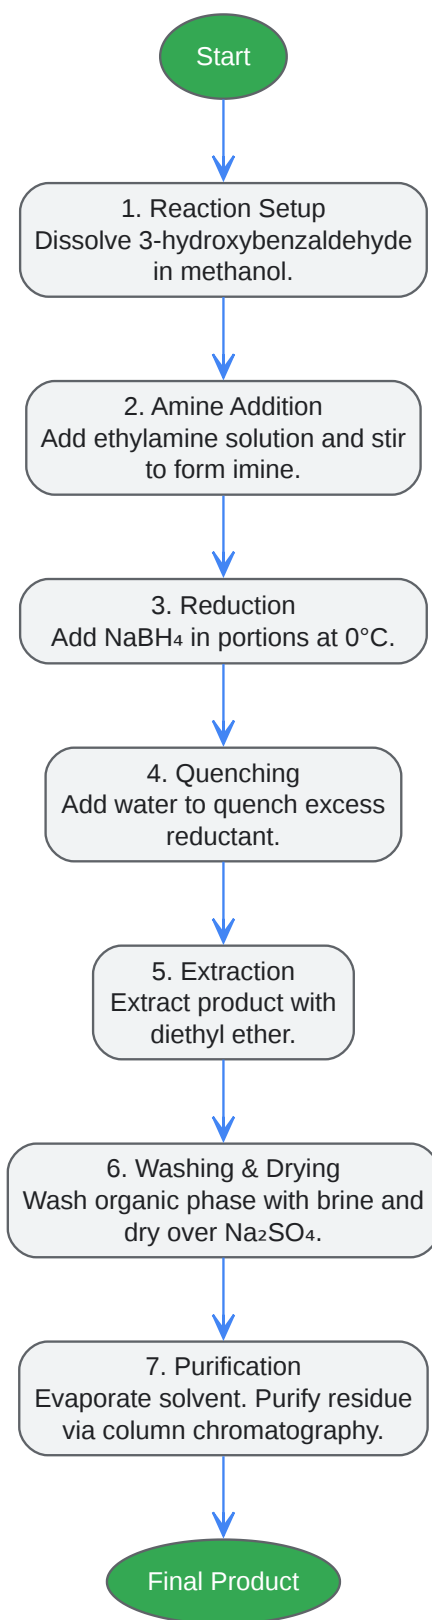 Start
1. Reaction Setup
Dissolve 3-hydroxybenzaldehyde
in methanol.
2. Amine Addition
Add ethylamine solution and stir
to form imine.
3. Reduction
Add NaBH₄ in portions at 0°C.
4. Quenching
Add water to quench excess
reductant.
5. Extraction
Extract product with
diethyl ether.
6. Washing & Drying
Wash organic phase with brine and
dry over Na₂SO₄.
7. Purification
Evaporate solvent. Purify residue
via column chromatography.
Final Product